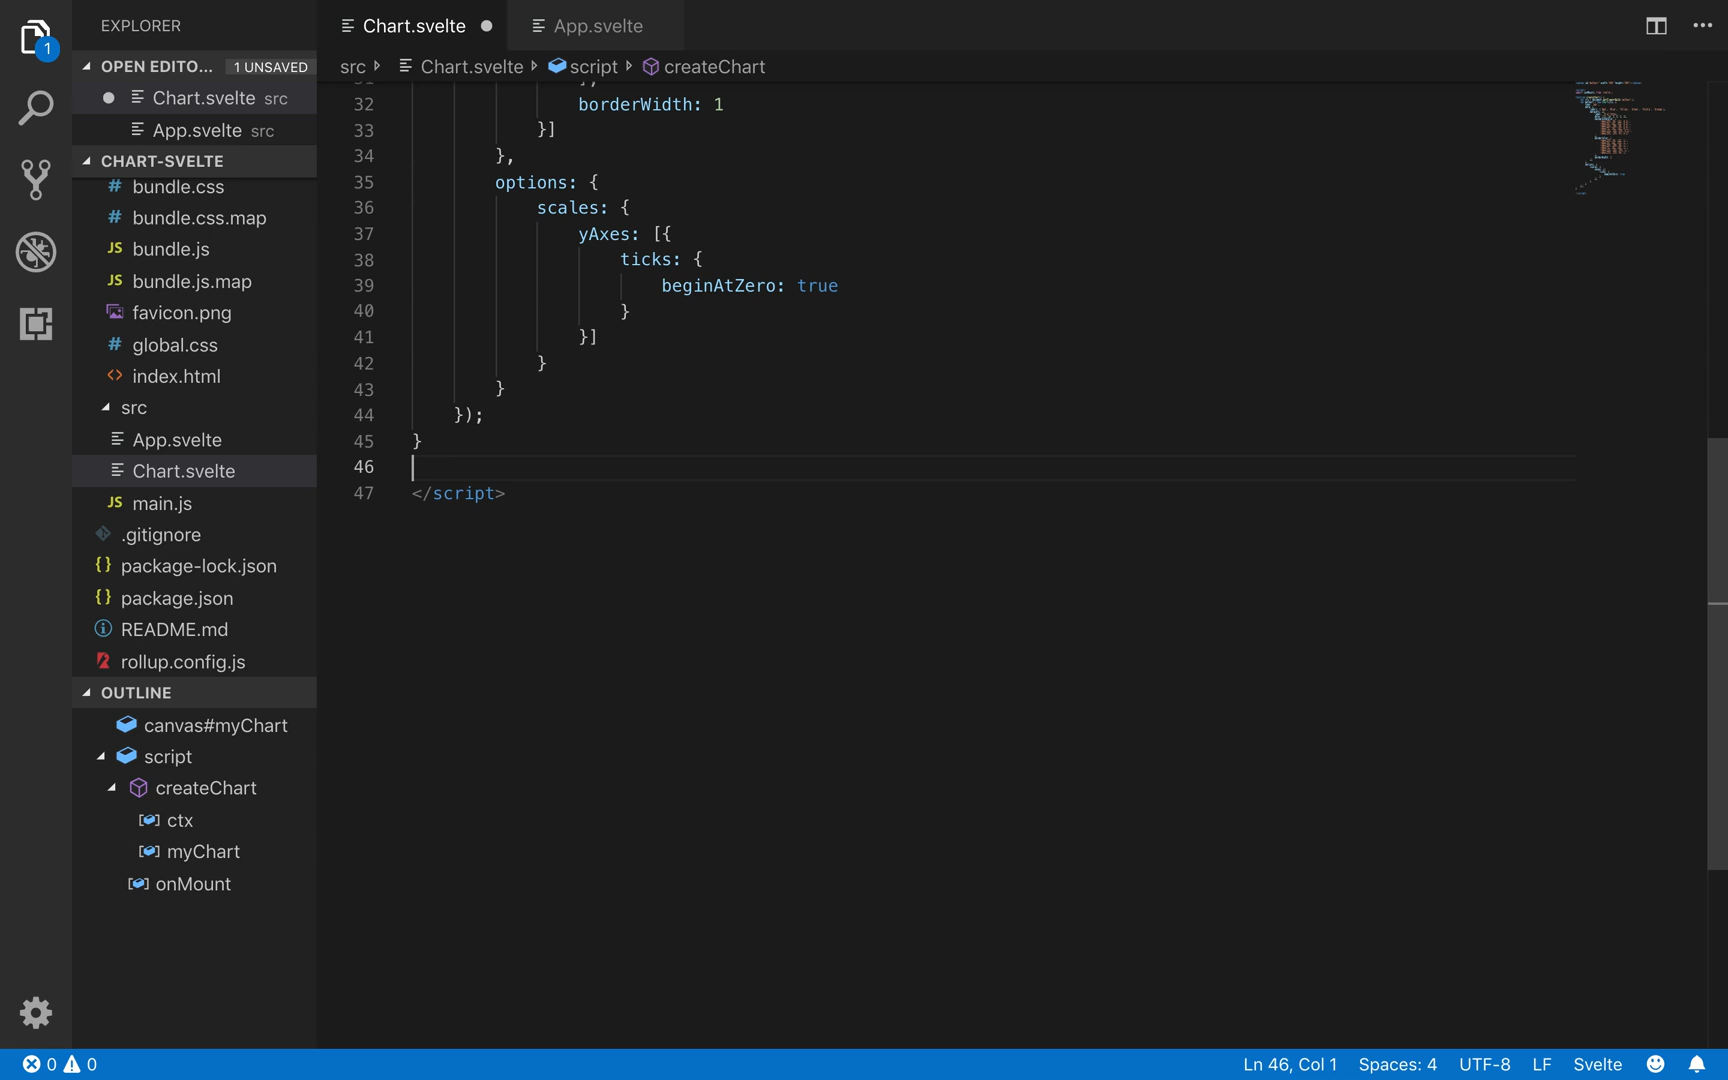 EXPLORER
Chart.svelte
App.svelte
1
OPEN EDITO... 1 UNSAVED
Chart.svelte src
App.svelte src
CHART-SVELTE
# bundle.css
# bundle.css.map
JS bundle.js
JS bundle.js.map
favicon.png
# global.css
<> index.html
src
App.svelte
Chart.svelte
JS main.js
.gitignore
{} package-lock.json
{} package.json
README.md
rollup.config.js
OUTLINE
canvas#myChart
script
createChart
ctx
myChart
onMount
src Chart.svelte script createChart
32 borderWidth: 1
33 }]
34 },
35 options: {
36 scales: {
37 yAxes: [{
38 ticks: {
39 beginAtZero: true
40 }
41 }]
42 }
43 }
44 });
45 }
46
47 </script>
0 0
Ln 46, Col 1 Spaces: 4 UTF-8 LF Svelte